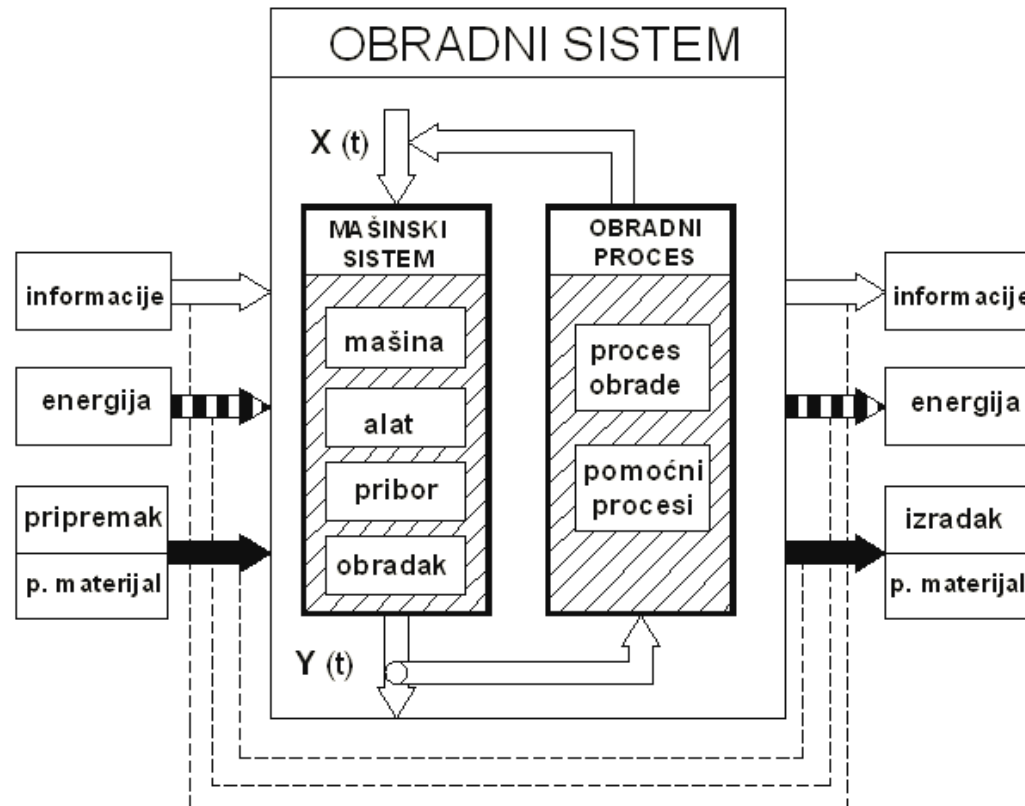 OBRADNI SISTEM
X (t)
MAŠINSKI
SISTEM
mašina
alat
pribor
obradak
OBRADNI
PROCES
proces
obrade
pomoćni
procesi
Y (t)
informacije
energija
pripremak
p. materijal
informacije
energija
izradak
p. materijal